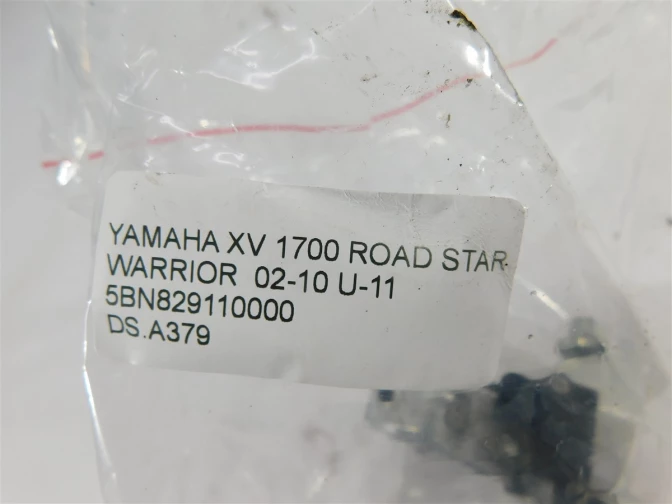 YAMAHA XV 1700 ROAD STAR
WARRIOR 02-10 U-11
5BN829110000
DS.A379